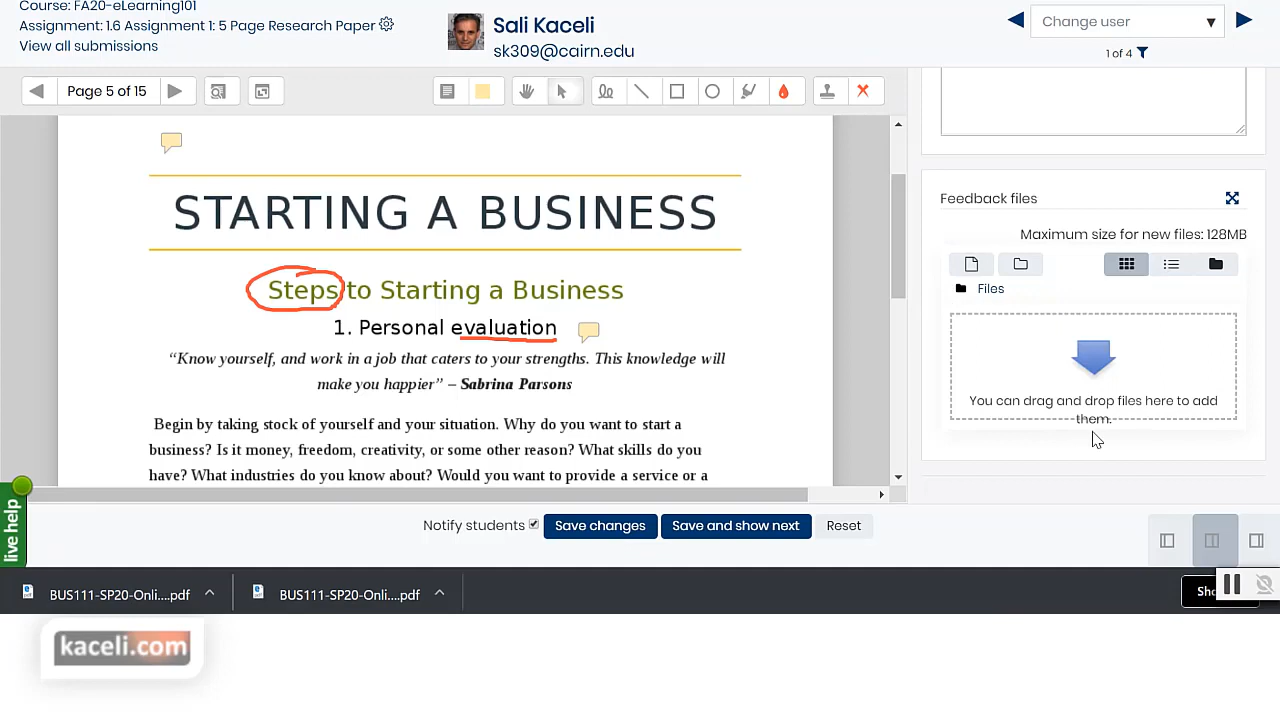 Course: FA20-eLearning101
Assignment: 1.6 Assignment 1: 5 Page Research Paper
View all submissions
Sali Kaceli
sk309@cairn.edu
Change user
1 of 4
Page 5 of 15
STARTING A BUSINESS
Steps to Starting a Business
1. Personal evaluation
“Know yourself, and work in a job that caters to your strengths. This knowledge will
make you happier” – Sabrina Parsons
Begin by taking stock of yourself and your situation. Why do you want to start a
business? Is it money, freedom, creativity, or some other reason? What skills do you
have? What industries do you know about? Would you want to provide a service or a
Feedback files
Maximum size for new files: 128MB
Files
You can drag and drop files here to add
them.
Notify students
Save changes
Save and show next
Reset
live help
BUS111-SP20-Onli....pdf
BUS111-SP20-Onli....pdf
kaceli.com